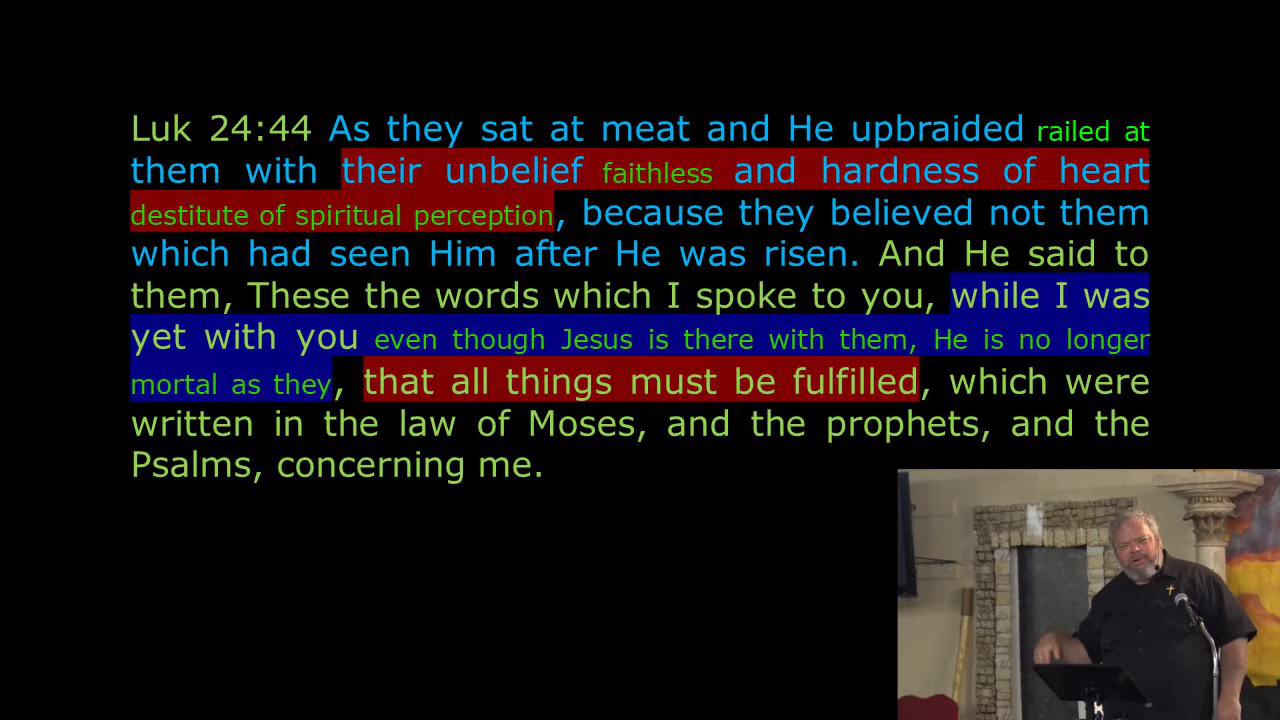 Luk 24:44 As they sat at meat and He upbraided railed at
them with their unbelief faithless and hardness of heart
destitute of spiritual perception, because they believed not them
which had seen Him after He was risen. And He said to
them, These the words which I spoke to you, while I was
yet with you even though Jesus is there with them, He is no longer
mortal as they, that all things must be fulfilled, which were
written in the law of Moses, and the prophets, and the
Psalms, concerning me.